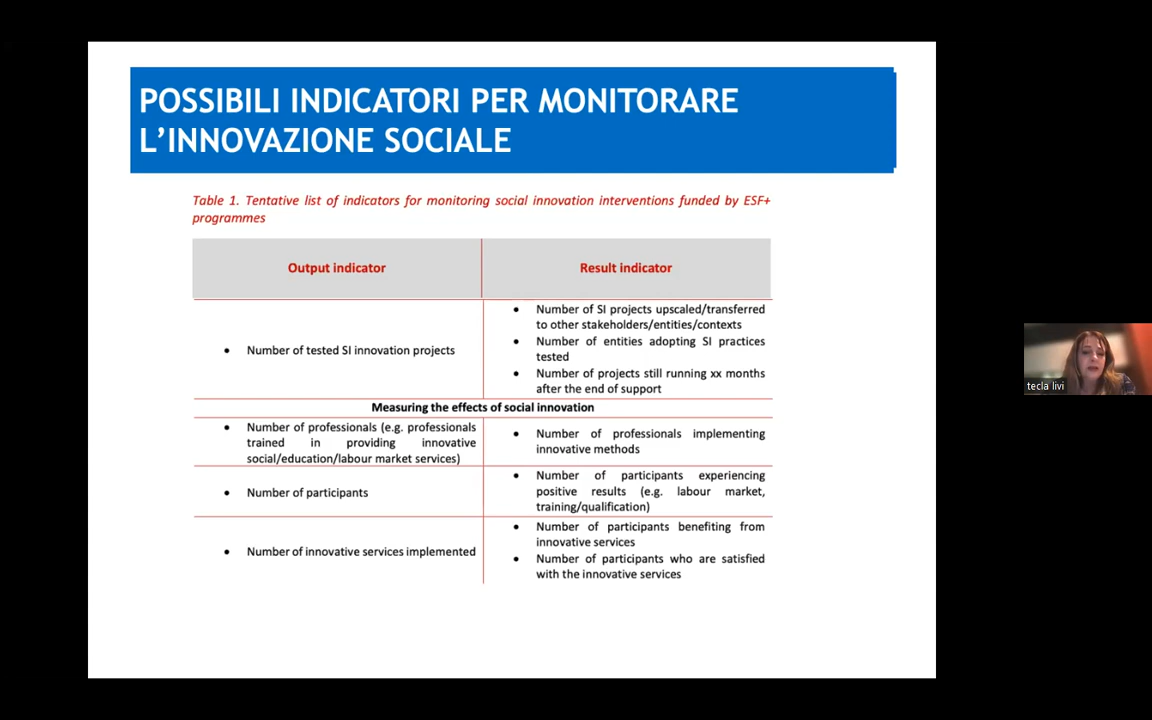 POSSIBILI INDICATORI PER MONITORARE
L'INNOVAZIONE SOCIALE
Table 1. Tentative list of indicators for monitoring social innovation interventions funded by ESF+
programmes
Output indicator
Result indicator
• Number of tested SI innovation projects
• Number of SI projects upscaled/transferred
to other stakeholders/entities/contexts
• Number of entities adopting SI practices
tested
• Number of projects still running xx months
after the end of support
Measuring the effects of social innovation
• Number of professionals (e.g. professionals
trained in providing innovative
social/education/labour market services)
• Number of professionals implementing
innovative methods
• Number of participants
• Number of participants experiencing
positive results (e.g. labour market,
training/qualification)
• Number of innovative services implemented
• Number of participants benefiting from
innovative services
• Number of participants who are satisfied
with the innovative services
tecla livi